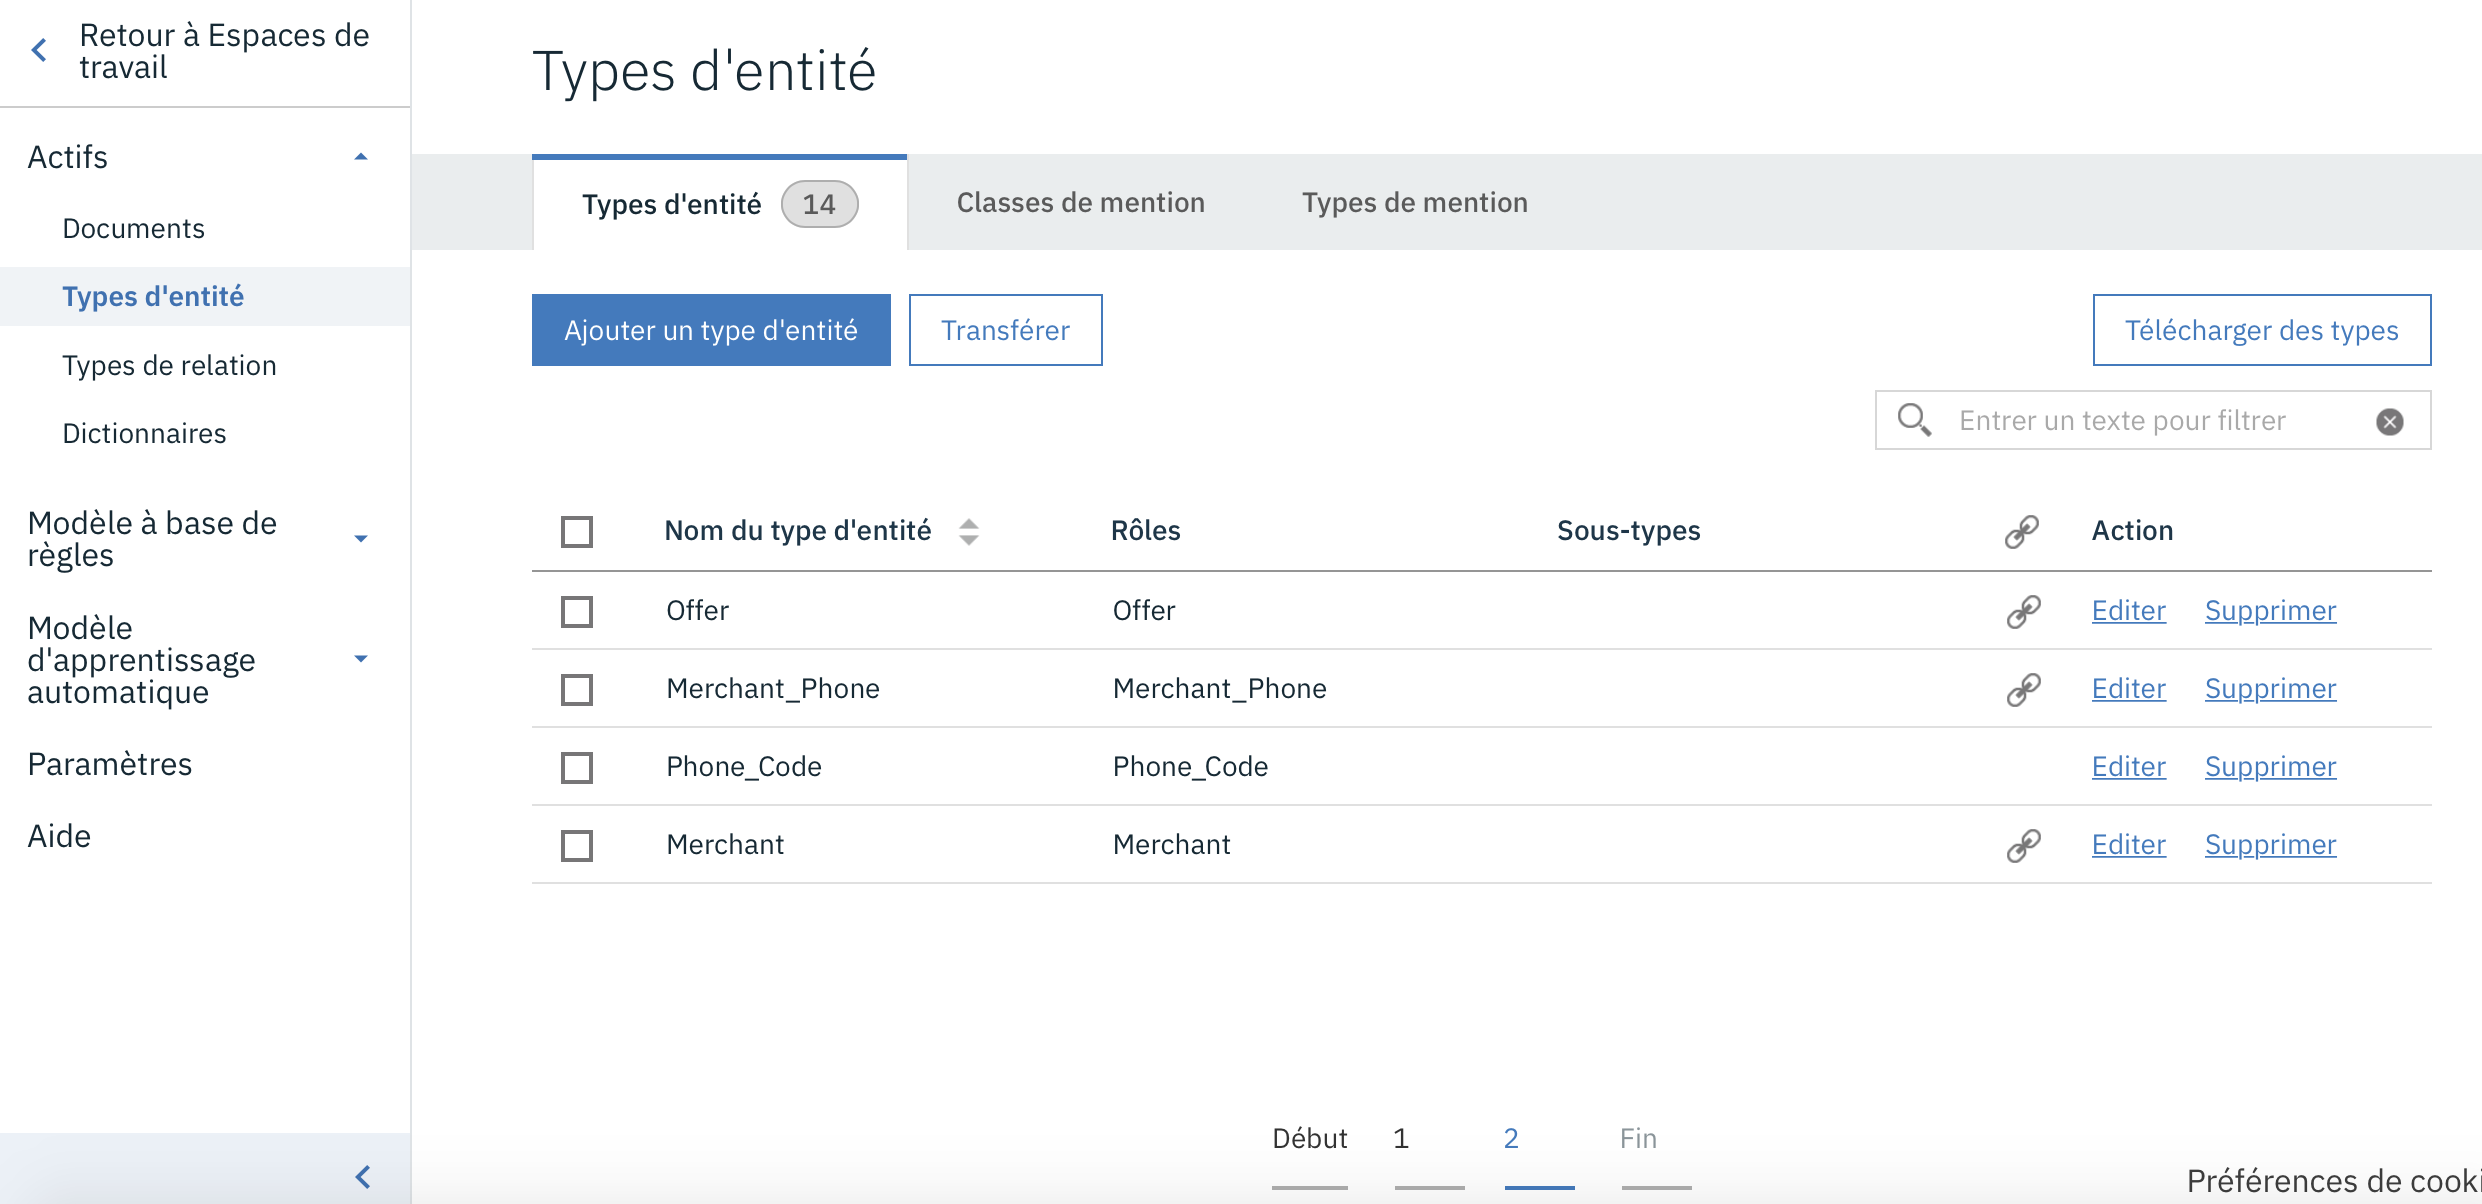 Retour à Espaces de
travail
Actifs
Documents
Types d'entité
Types de relation
Dictionnaires
Modèle à base de
règles
Modèle
d'apprentissage
automatique
Paramètres
Aide
Types d'entité
Types d'entité 14 Classes de mention Types de mention
Ajouter un type d'entité Transférer Télécharger des types
Entrer un texte pour filtrer
Nom du type d'entité Rôles Sous-types Action
Offer Offer Editer Supprimer
Merchant_Phone Merchant_Phone Editer Supprimer
Phone_Code Phone_Code Editer Supprimer
Merchant Merchant Editer Supprimer
Début 1 2 Fin
Préférences de cooki